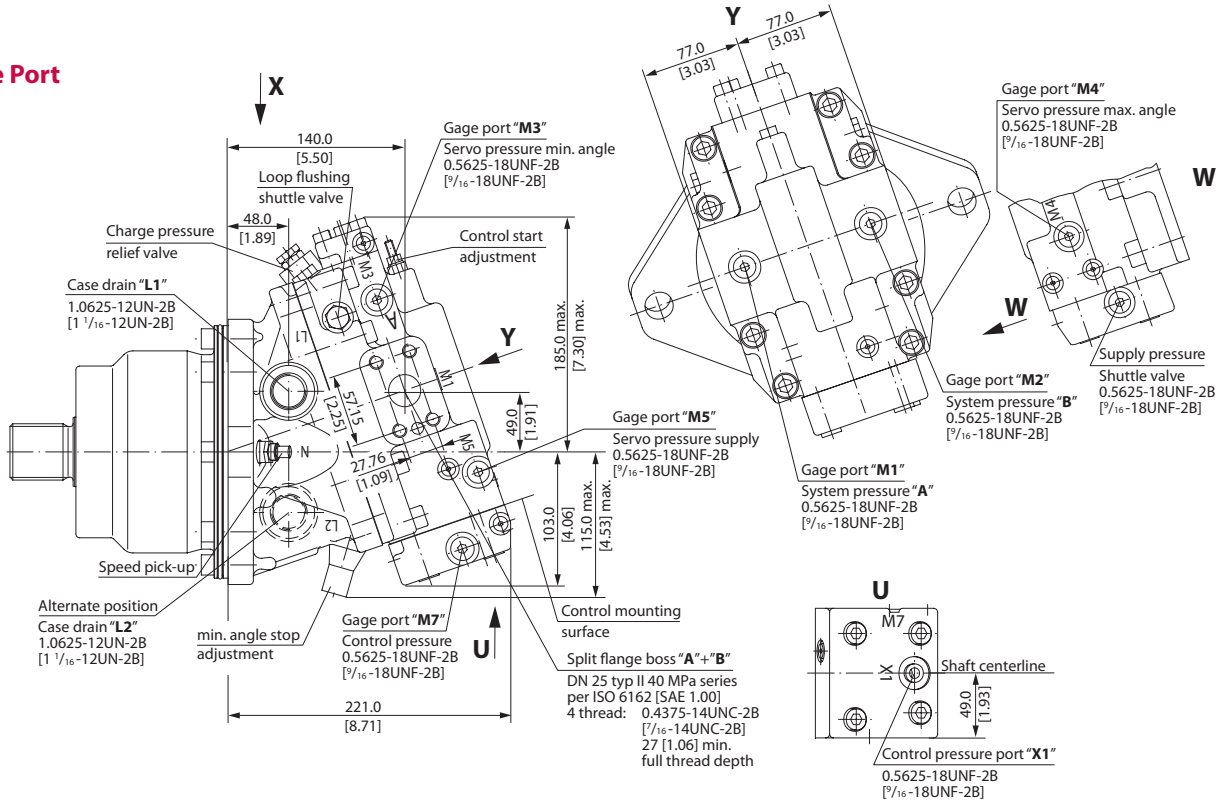 e Port
X
140.0
[5.50]
Loop flushing
shuttle valve
48.0
[1.89]
Charge pressure
relief valve
Case drain "L1"
1.0625-12UN-2B
[1 1/16-12UN-2B]
Gage port "M3"
Servo pressure min. angle
0.5625-18UNF-2B
[9/16-18UNF-2B]
Control start
adjustment
M3
A
L1
M1
Y
185.0 max.
[7.30] max.
57.15
[2.25]
49.0
[1.91]
27.76
[1.09]
M5
N
L2
Gage port "M5"
Servo pressure supply
0.5625-18UNF-2B
[9/16-18UNF-2B]
103.0
[4.06]
115.0 max.
[4.53] max.
Speed pick-up
Alternate position
Case drain "L2"
1.0625-12UN-2B
[1 1/16-12UN-2B]
min. angle stop
adjustment
Gage port "M7"
Control pressure
0.5625-18UNF-2B
[9/16-18UNF-2B]
U
Control mounting
surface
Split flange boss "A"+"B"
DN 25 typ II 40 MPa series
per ISO 6162 [SAE 1.00]
4 thread: 0.4375-14UNC-2B
[7/16-14UNC-2B]
27 [1.06] min.
full thread depth
221.0
[8.71]
Y
77.0
[3.03]
77.0
[3.03]
W
Gage port "M2"
System pressure "B"
0.5625-18UNF-2B
[9/16-18UNF-2B]
Gage port "M1"
System pressure "A"
0.5625-18UNF-2B
[9/16-18UNF-2B]
Gage port "M4"
Servo pressure max. angle
0.5625-18UNF-2B
[9/16-18UNF-2B]
W
M4
Supply pressure
Shuttle valve
0.5625-18UNF-2B
[9/16-18UNF-2B]
U
M7
X1
Shaft centerline
49.0
[1.93]
Control pressure port "X1"
0.5625-18UNF-2B
[9/16-18UNF-2B]